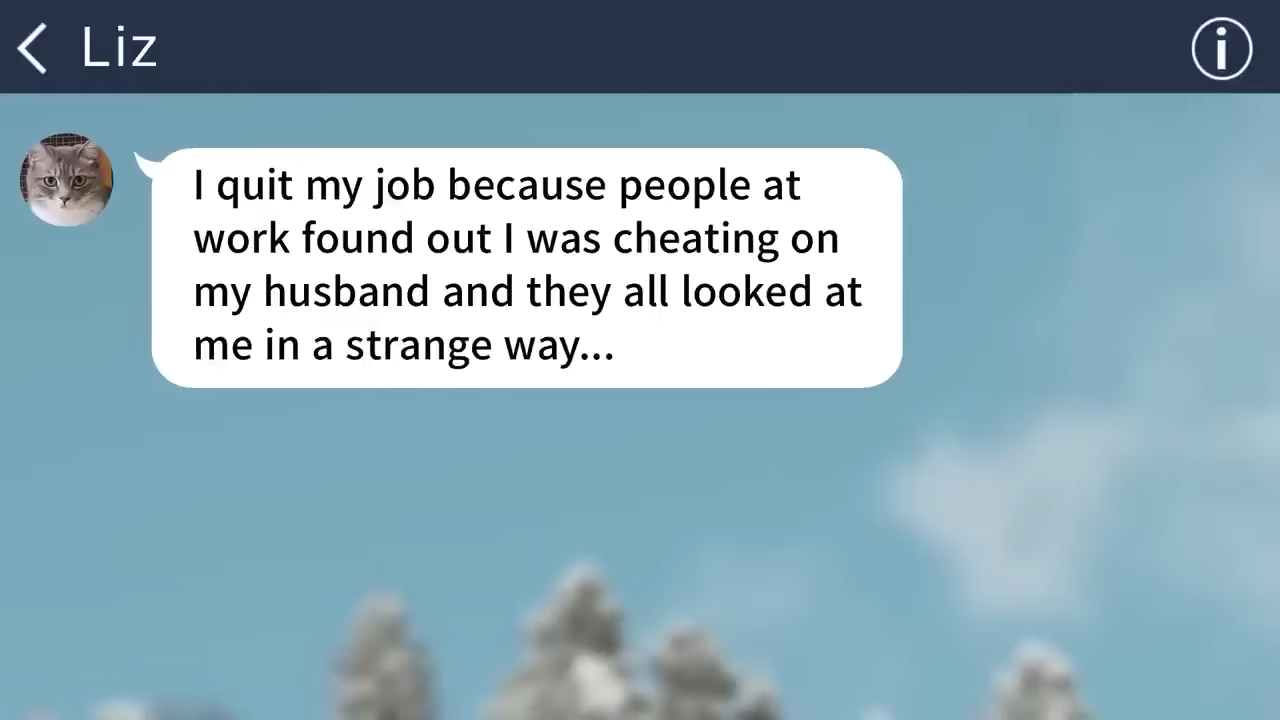 Liz
I quit my job because people at
work found out I was cheating on
my husband and they all looked at
me in a strange way...